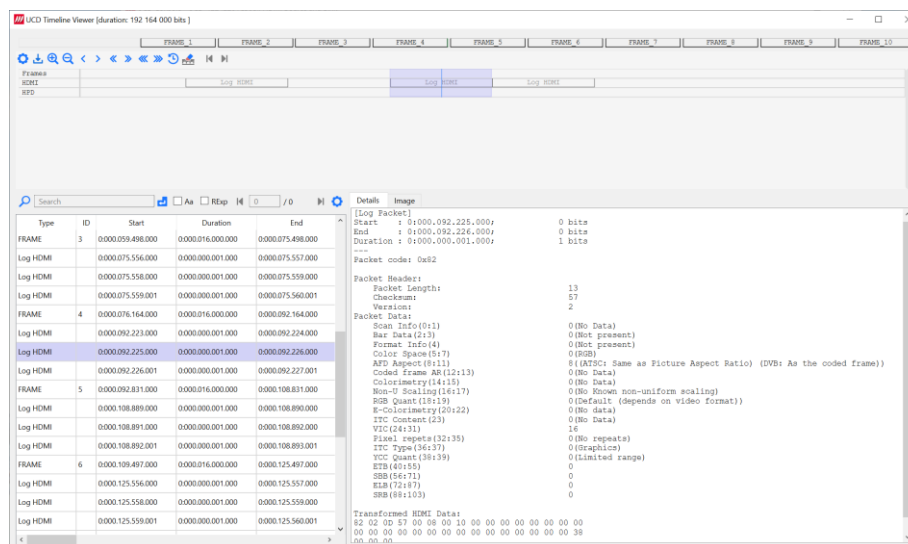 UCD Timeline Viewer [duration: 192 164 000 bits ]
FRAME_1 FRAME_2 FRAME_3 FRAME_4 FRAME_5 FRAME_6 FRAME_7 FRAME_8 FRAME_9 FRAME_10
Frames
HDMI Log HDMI Log HDMI Log HDMI
HPD
Search Aa RExp 0 / 0
Type ID Start Duration End
FRAME 3 0:000.059.498.000 0:000.016.000.000 0:000.075.498.000
Log HDMI 0:000.075.556.000 0:000.000.001.000 0:000.075.557.000
Log HDMI 0:000.075.558.000 0:000.000.001.000 0:000.075.559.000
Log HDMI 0:000.075.559.001 0:000.000.001.000 0:000.075.560.001
FRAME 4 0:000.076.164.000 0:000.016.000.000 0:000.092.164.000
Log HDMI 0:000.092.223.000 0:000.000.001.000 0:000.092.224.000
Log HDMI 0:000.092.225.000 0:000.000.001.000 0:000.092.226.000
Log HDMI 0:000.092.226.001 0:000.000.001.000 0:000.092.227.001
FRAME 5 0:000.092.831.000 0:000.016.000.000 0:000.108.831.000
Log HDMI 0:000.108.889.000 0:000.000.001.000 0:000.108.890.000
Log HDMI 0:000.108.891.000 0:000.000.001.000 0:000.108.892.000
Log HDMI 0:000.108.892.001 0:000.000.001.000 0:000.108.893.001
FRAME 6 0:000.109.497.000 0:000.016.000.000 0:000.125.497.000
Log HDMI 0:000.125.556.000 0:000.000.001.000 0:000.125.557.000
Log HDMI 0:000.125.558.000 0:000.000.001.000 0:000.125.559.000
Log HDMI 0:000.125.559.001 0:000.000.001.000 0:000.125.560.001
Details Image
[Log Packet]
Start : 0:000.092.225.000; 0 bits
End : 0:000.092.226.000; 0 bits
Duration : 0:000.000.001.000; 1 bits
---
Packet code: 0x82
Packet Header:
Packet Length: 13
Checksum: 57
Version: 2
Packet Data:
Scan Info(0:1) 0(No Data)
Bar Data(2:3) 0(Not present)
Format Info(4) 0(Not present)
Color Space(5:7) 0(RGB)
AFD Aspect(8:11) 8((ATSC: Same as Picture Aspect Ratio) (DVB: As the coded frame))
Coded frame AR(12:13) 0(No Data)
Colorimetry(14:15) 0(No Data)
Non-U Scaling(16:17) 0(No Known non-uniform scaling)
RGB Quant(18:19) 0(Default (depends on video format))
E-Colorimetry(20:22) 0(No data)
ITC Content(23) 0(No Data)
VIC(24:31) 16
Pixel repets(32:35) 0(No repeats)
ITC Type(36:37) 0(Graphics)
YCC Quant(38:39) 0(Limited range)
ETB(40:55) 0
SBB(56:71) 0
ELB(72:87) 0
SRB(88:103) 0
Transformed HDMI Data:
82 02 0D 57 00 08 00 10 00 00 00 00 00 00 00 00
00 00 00 00 00 00 00 00 00 00 00 00 00 00 00 38
00 00 00